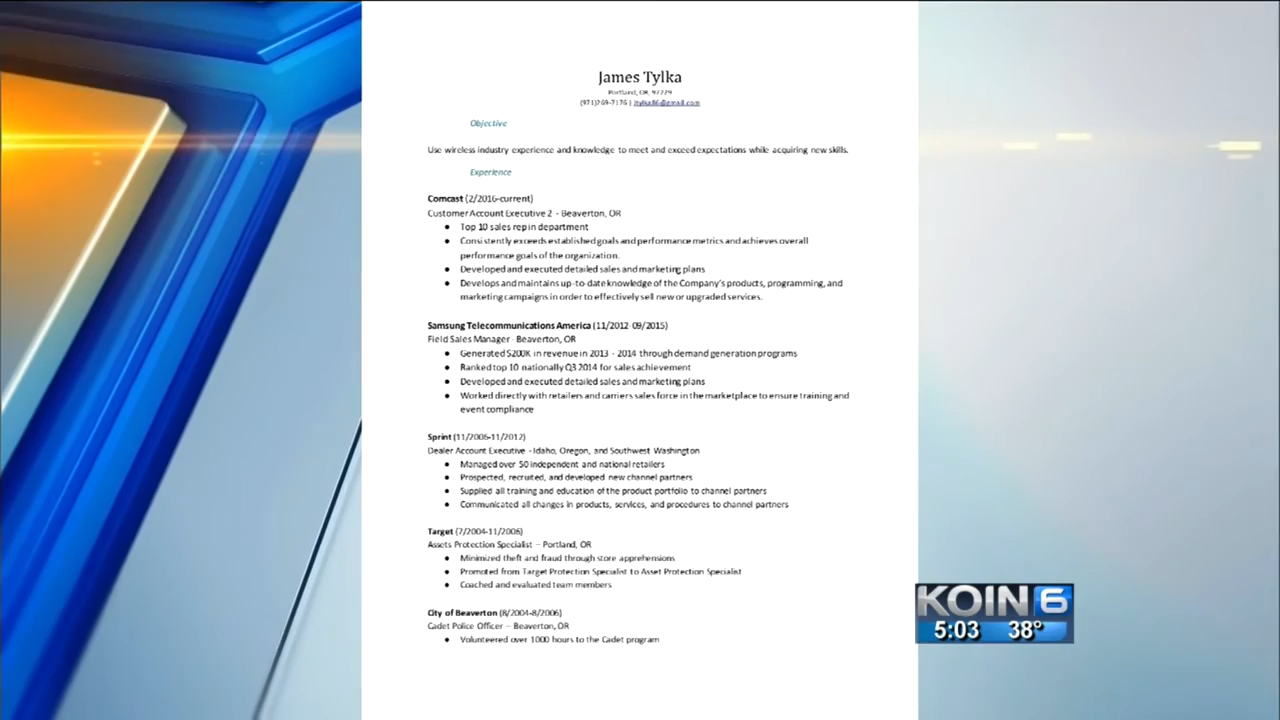 James Tylka
Portland, OR, 97229
(971)269-7176 | jtylka86@gmail.com
Objective
Use wireless industry experience and knowledge to meet and exceed expectations while acquiring new skills.
Experience
Comcast (2/2016-current)
Customer Account Executive 2 - Beaverton, OR
● Top 10 sales rep in department
● Consistently exceeds established goals and performance metrics and achieves overall
performance goals of the organization.
● Developed and executed detailed sales and marketing plans
● Develops and maintains up-to-date knowledge of the Company's products, programming, and
marketing campaigns in order to effectively sell new or upgraded services.
Samsung Telecommunications America (11/2012-09/2015)
Field Sales Manager - Beaverton, OR
● Generated $200K in revenue in 2013 - 2014 through demand generation programs
● Ranked top 10 nationally Q3 2014 for sales achievement
● Developed and executed detailed sales and marketing plans
● Worked directly with retailers and carriers sales force in the marketplace to ensure training and
event compliance
Sprint (11/2006-11/2012)
Dealer Account Executive - Idaho, Oregon, and Southwest Washington
● Managed over 50 independent and national retailers
● Prospected, recruited, and developed new channel partners
● Supplied all training and education of the product portfolio to channel partners
● Communicated all changes in products, services, and procedures to channel partners
Target (7/2004-11/2006)
Assets Protection Specialist – Portland, OR
● Minimized theft and fraud through store apprehensions
● Promoted from Target Protection Specialist to Asset Protection Specialist
● Coached and evaluated team members
City of Beaverton (8/2004-8/2006)
Cadet Police Officer – Beaverton, OR
● Volunteered over 1000 hours to the Cadet program
KOIN 6
5:03 38°